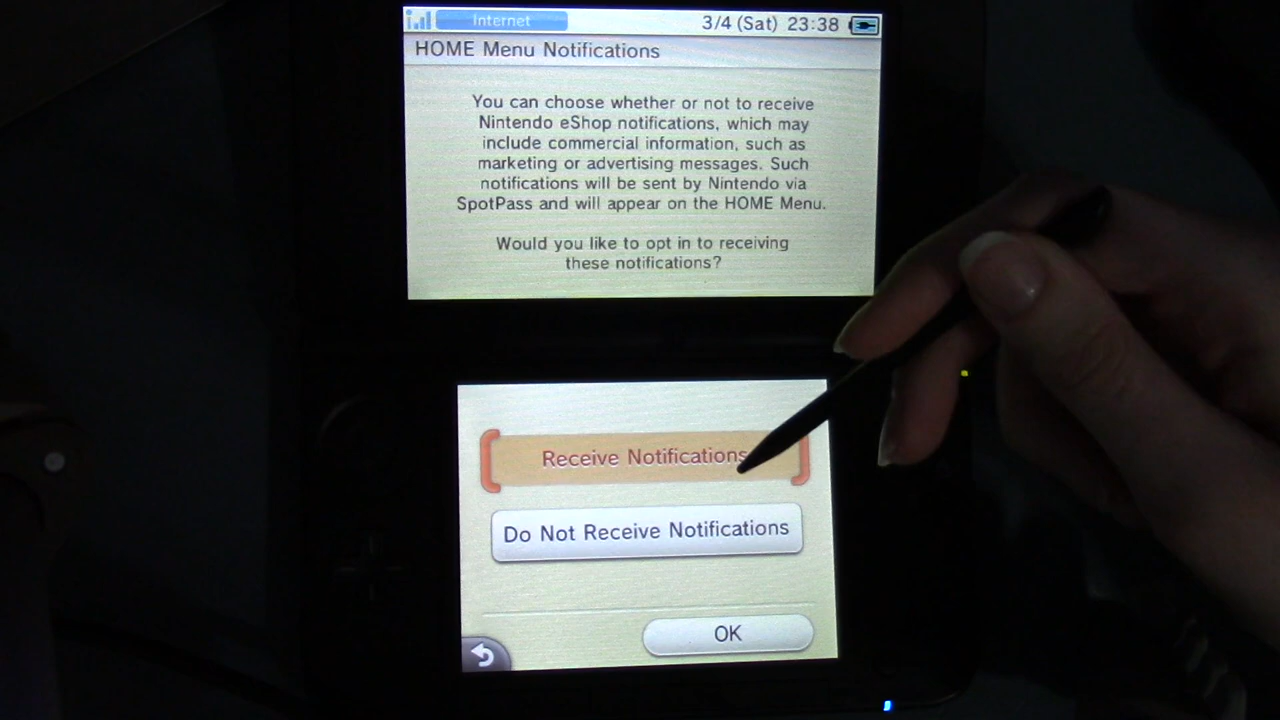 Internet 3/4 (Sat) 23:38
HOME Menu Notifications
You can choose whether or not to receive
Nintendo eShop notifications, which may
include commercial information, such as
marketing or advertising messages. Such
notifications will be sent by Nintendo via
SpotPass and will appear on the HOME Menu.
Would you like to opt in to receiving
these notifications?
Receive Notifications
Do Not Receive Notifications
OK